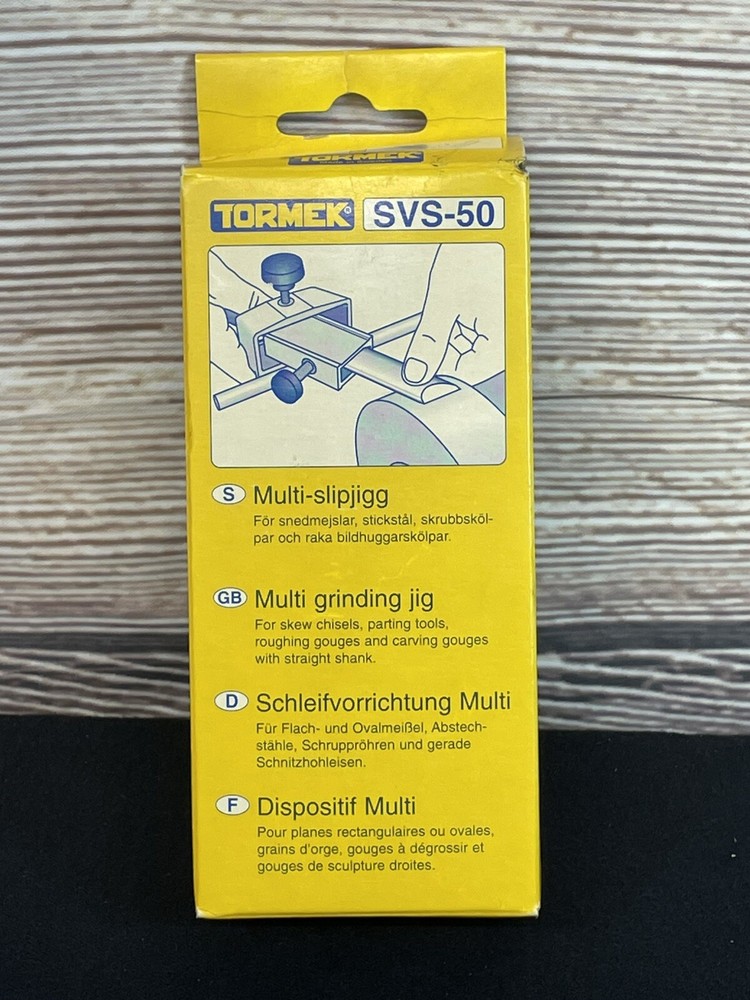 TORMEK
TORMEK® SVS-50
S Multi-slipjigg
För snedmejslar, stickstål, skrubbsköl-
par och raka bildhuggarskölpar.
GB Multi grinding jig
For skew chisels, parting tools,
roughing gouges and carving gouges
with straight shank.
D Schleifvorrichtung Multi
Für Flach- und Ovalmeißel, Abstech-
stähle, Schruppröhren und gerade
Schnitzhohleisen.
F Dispositif Multi
Pour planes rectangulaires ou ovales,
grains d'orge, gouges à dégrossir et
gouges de sculpture droites.